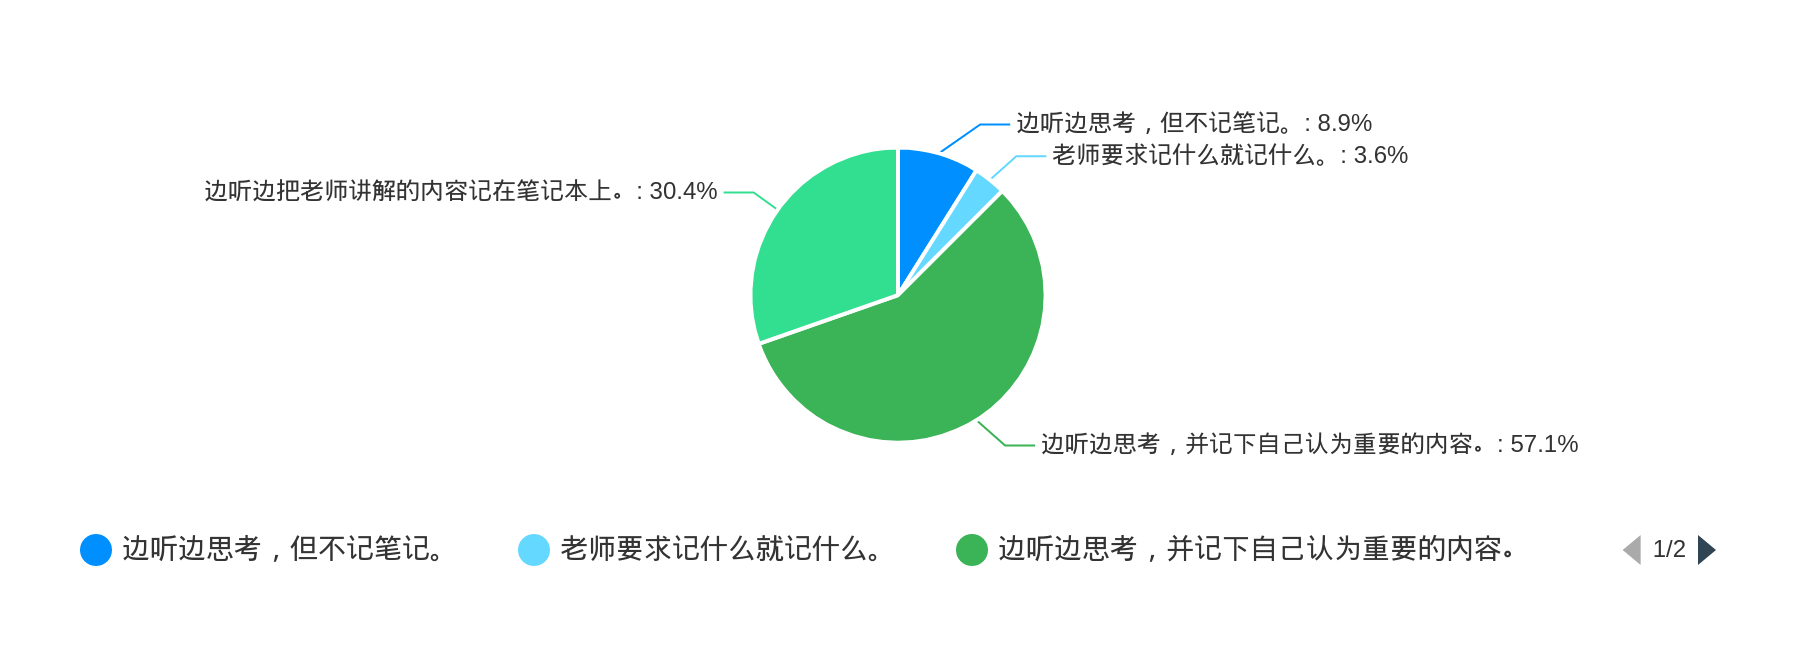 边听边思考，但不记笔记。: 8.9%
老师要求记什么就记什么。: 3.6%
边听边把老师讲解的内容记在笔记本上。: 30.4%
边听边思考，并记下自己认为重要的内容。: 57.1%
边听边思考，但不记笔记。
老师要求记什么就记什么。
边听边思考，并记下自己认为重要的内容。
1/2